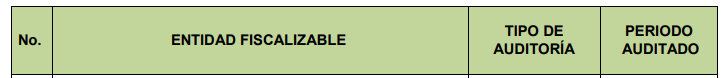 No.
ENTIDAD FISCALIZABLE
TIPO DE
AUDITORÍA
PERIODO
AUDITADO